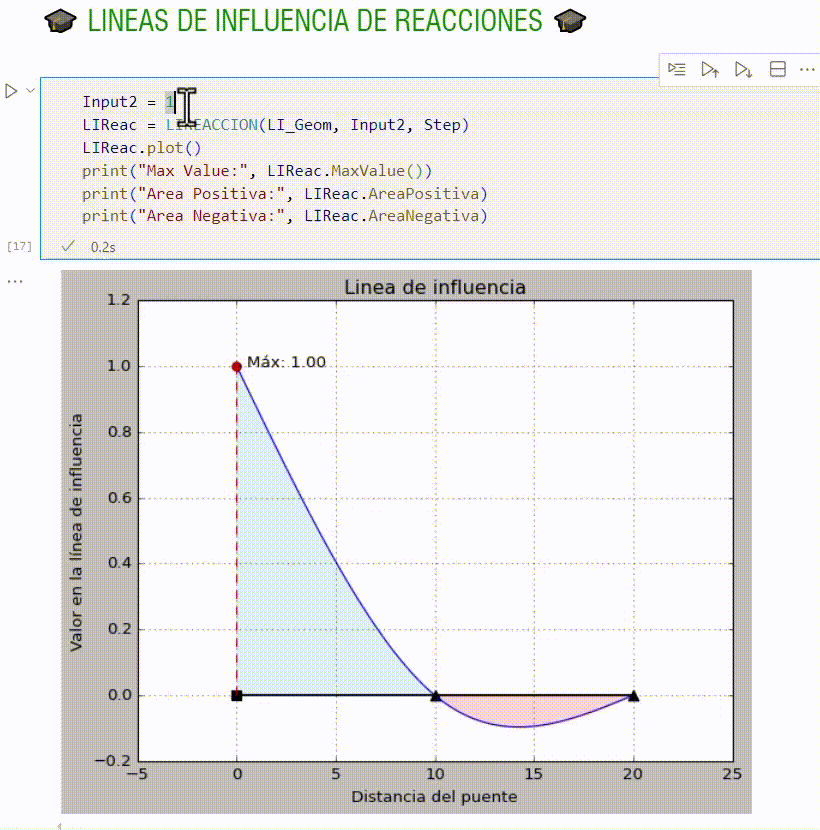 🎓 LINEAS DE INFLUENCIA DE REACCIONES 🎓
Input2 = 1
LIReac = LIREACCION(LI_Geom, Input2, Step)
LIReac.plot()
print("Max Value:", LIReac.MaxValue())
print("Area Positiva:", LIReac.AreaPositiva)
print("Area Negativa:", LIReac.AreaNegativa)
[17]
0.2s
Linea de influencia
1.2
Máx: 1.00
1.0
0.8
0.6
0.4
0.2
0.0
−0.2
Valor en la línea de influencia
−5
0
5
10
15
20
25
Distancia del puente